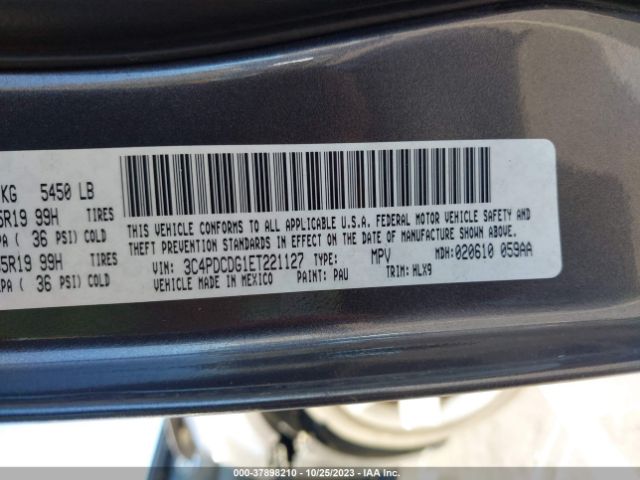 KG 5450 LB
5R19 99H TIRES
PA ( 36 PSI) COLD
5R19 99H TIRES
KPA ( 36 PSI) COLD
THIS VEHICLE CONFORMS TO ALL APPLICABLE U.S.A. FEDERAL MOTOR VEHICLE SAFETY AND
THEFT PREVENTION STANDARDS IN EFFECT ON THE DATE OF MANUFACTURE SHOWN ABOVE.
VIN: 3C4PDCDG1ET221127 TYPE: MPV MDH: 020610 059AA
VEHICLE MADE IN MEXICO PAINT: PAU TRIM: HLX9
000-37898210 - 10/25/2023 - IAA Inc.